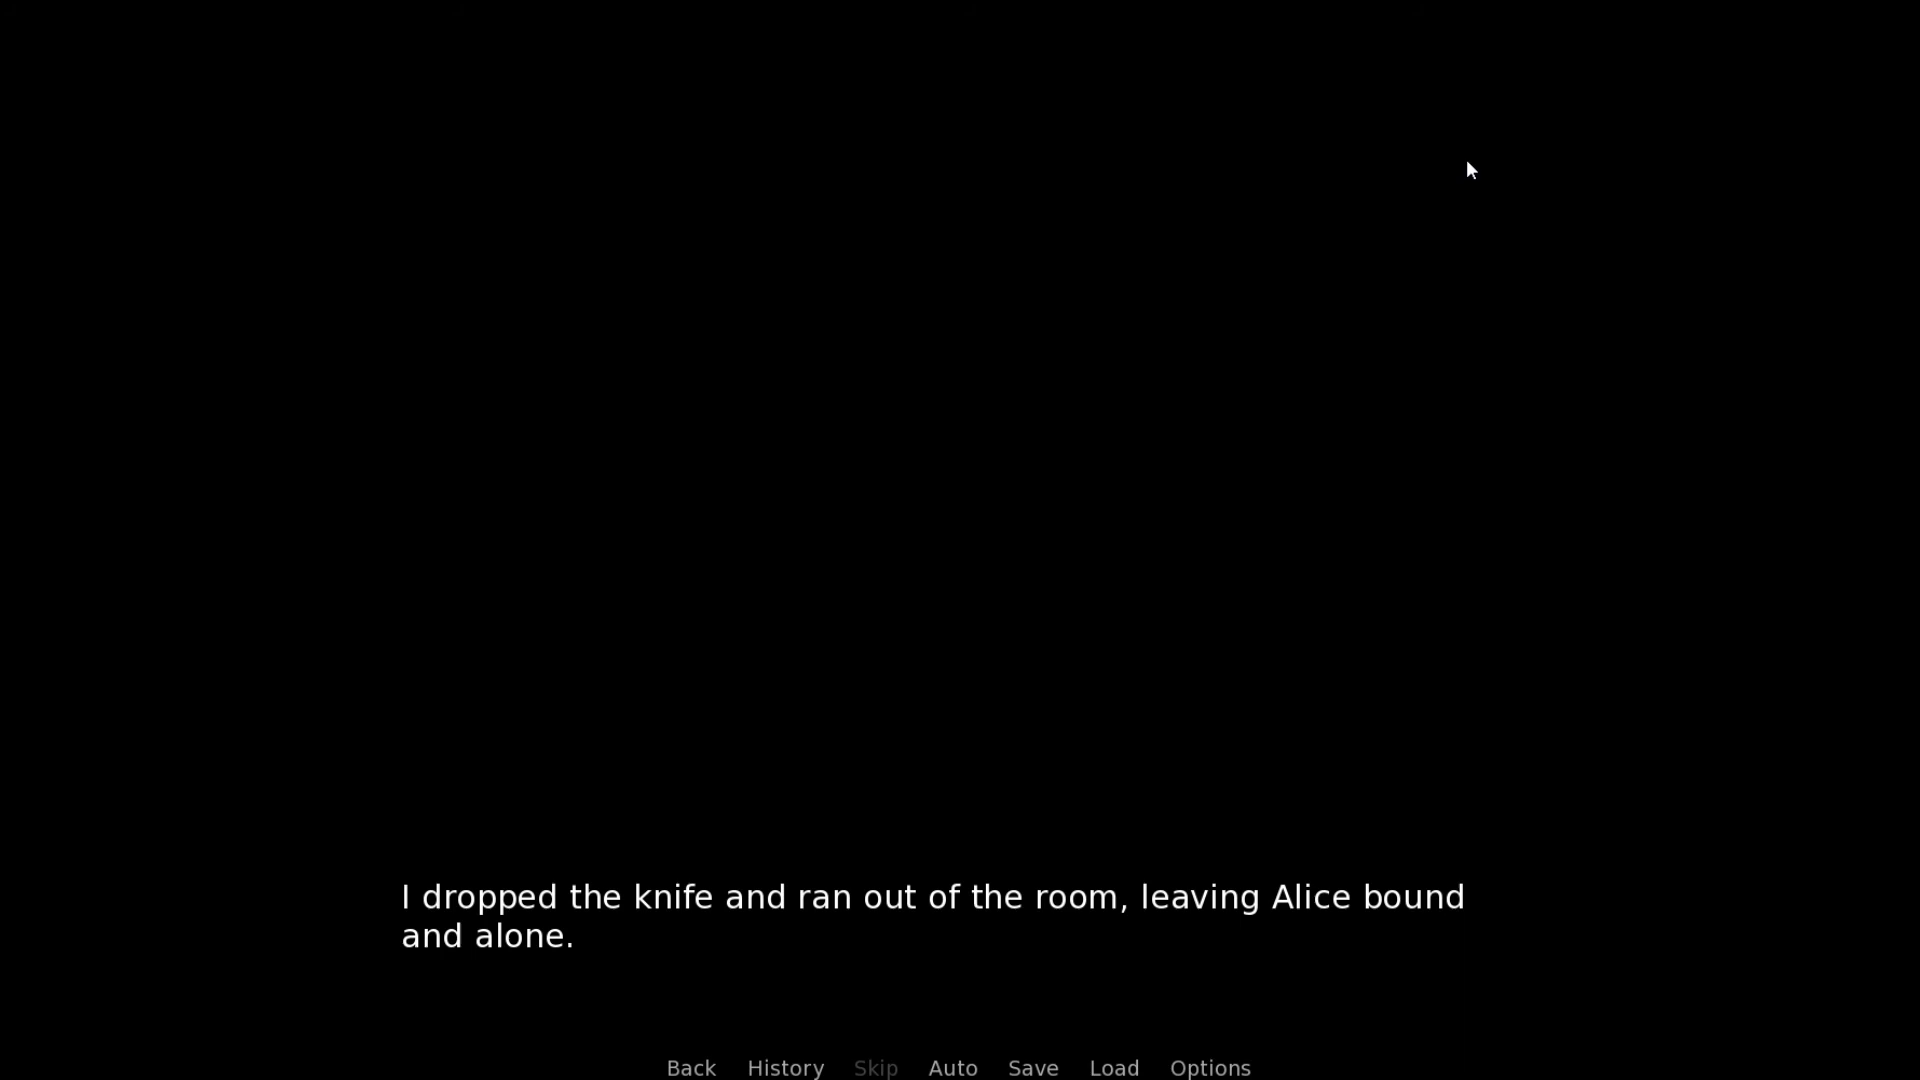 I dropped the knife and ran out of the room, leaving Alice bound
and alone.
Back History Skip Auto Save Load Options